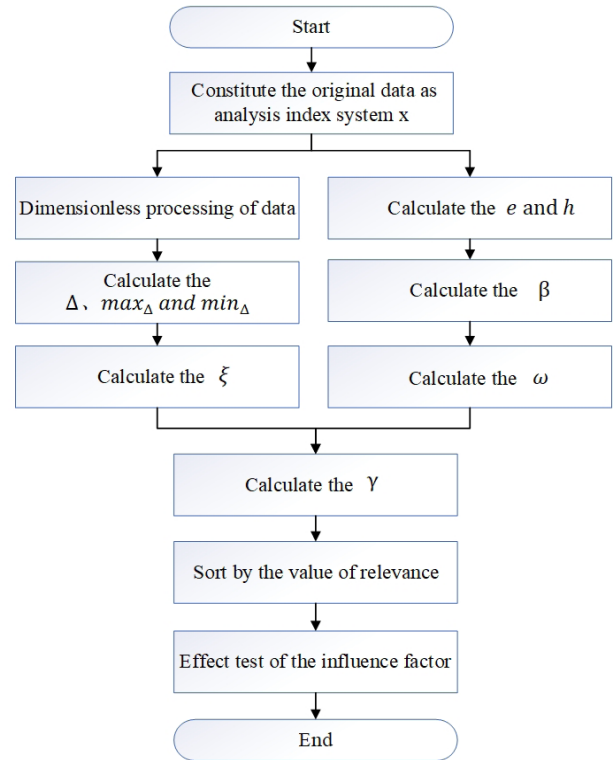 Start
Constitute the original data as
analysis index system x
Dimensionless processing of data
Calculate the e and h
Calculate the
Δ、max_Δ and min_Δ
Calculate the β
Calculate the ξ
Calculate the ω
Calculate the γ
Sort by the value of relevance
Effect test of the influence factor
End